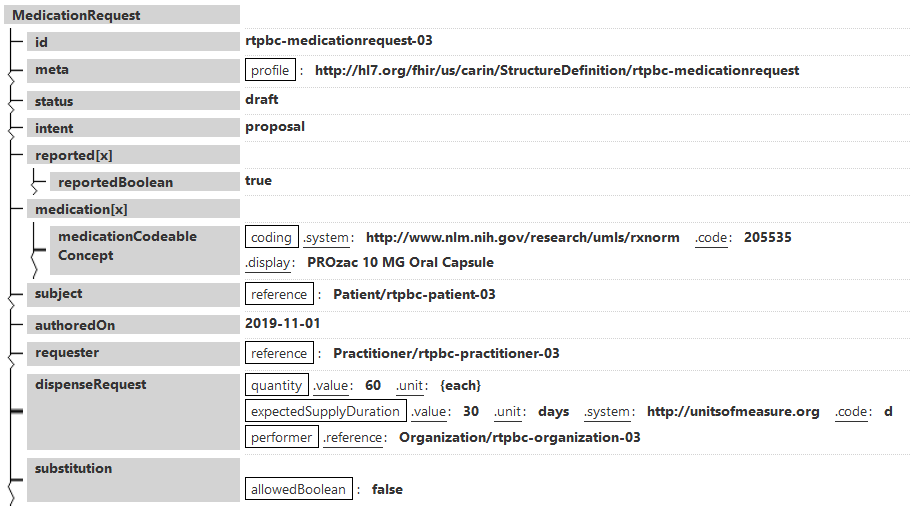 MedicationRequest
id rtpbc-medicationrequest-03
meta profile : http://hl7.org/fhir/us/carin/StructureDefinition/rtpbc-medicationrequest
status draft
intent proposal
reported[x]
reportedBoolean true
medication[x]
medicationCodeable coding .system: http://www.nlm.nih.gov/research/umls/rxnorm .code: 205535
Concept .display: PROzac 10 MG Oral Capsule
subject reference : Patient/rtpbc-patient-03
authoredOn 2019-11-01
requester reference : Practitioner/rtpbc-practitioner-03
dispenseRequest quantity .value: 60 .unit: {each}
expectedSupplyDuration .value: 30 .unit: days .system: http://unitsofmeasure.org .code: d
performer .reference: Organization/rtpbc-organization-03
substitution
allowedBoolean : false